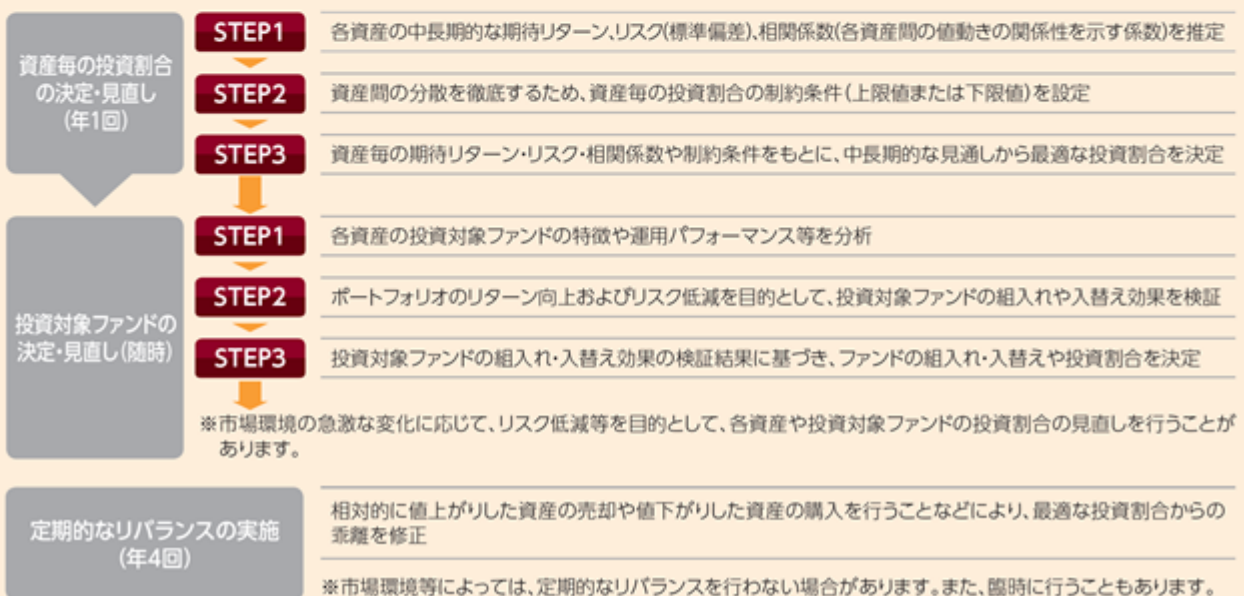 資産毎の投資割合
の決定・見直し
(年1回)
STEP1
各資産の中長期的な期待リターン、リスク(標準偏差)、相関係数(各資産間の値動きの関係性を示す係数)を推定
STEP2
資産間の分散を徹底するため、資産毎の投資割合の制約条件(上限値または下限値)を設定
STEP3
資産毎の期待リターン・リスク・相関係数や制約条件をもとに、中長期的な見通しから最適な投資割合を決定
投資対象ファンドの
決定・見直し(随時)
STEP1
各資産の投資対象ファンドの特徴や運用パフォーマンス等を分析
STEP2
ポートフォリオのリターン向上およびリスク低減を目的として、投資対象ファンドの組入れや入替え効果を検証
STEP3
投資対象ファンドの組入れ・入替え効果の検証結果に基づき、ファンドの組入れ・入替えや投資割合を決定
※市場環境の急激な変化に応じて、リスク低減等を目的として、各資産や投資対象ファンドの投資割合の見直しを行うことが
あります。
定期的なリバランスの実施
(年4回)
相対的に値上がりした資産の売却や値下がりした資産の購入を行うことなどにより、最適な投資割合からの
乖離を修正
※市場環境等によっては、定期的なリバランスを行わない場合があります。また、臨時に行うこともあります。